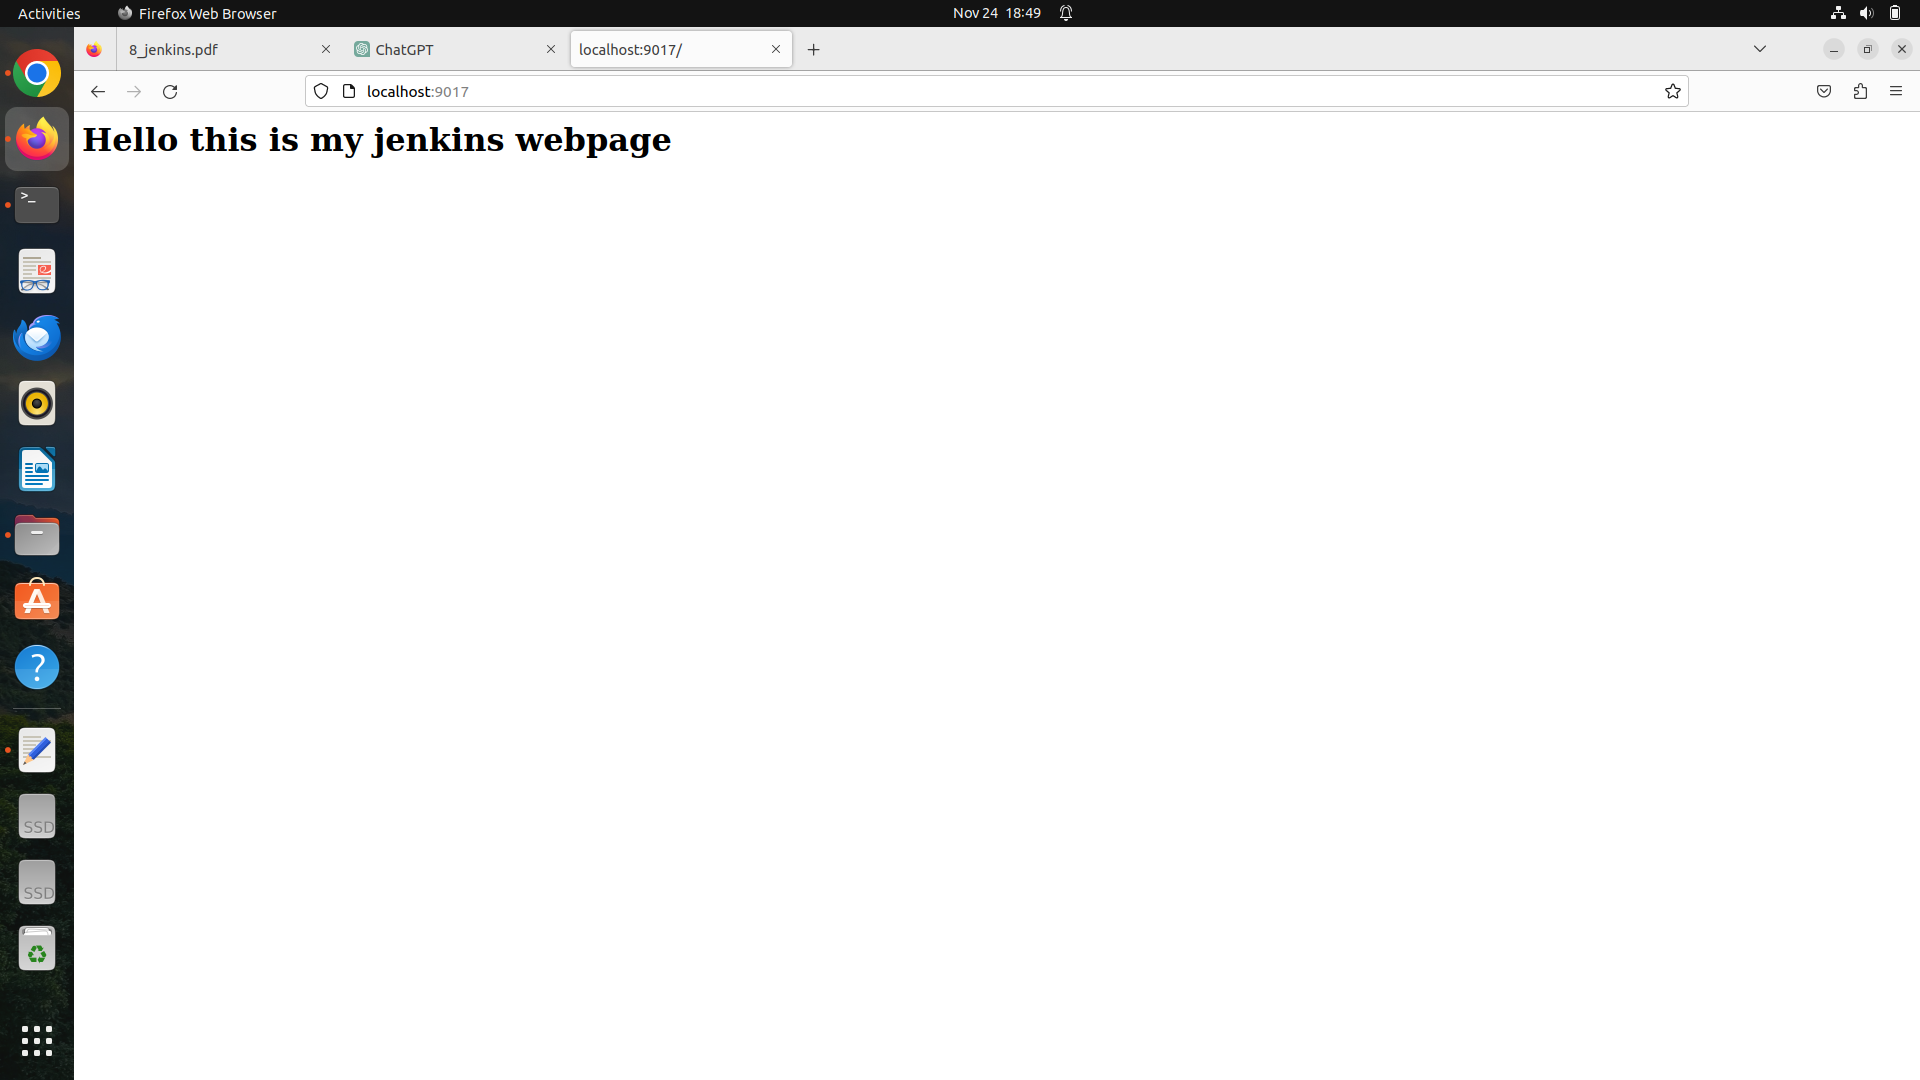 Activities
Firefox Web Browser
Nov 24 18:49
8_jenkins.pdf
ChatGPT
localhost:9017/
localhost:9017
Hello this is my jenkins webpage
>_
?
SSD
SSD